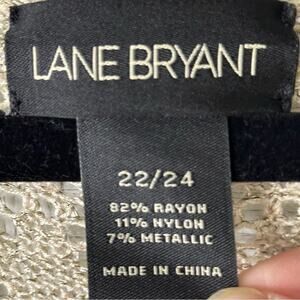 LANE BRYANT
22/24
82% RAYON
11% NYLON
7% METALLIC
MADE IN CHINA